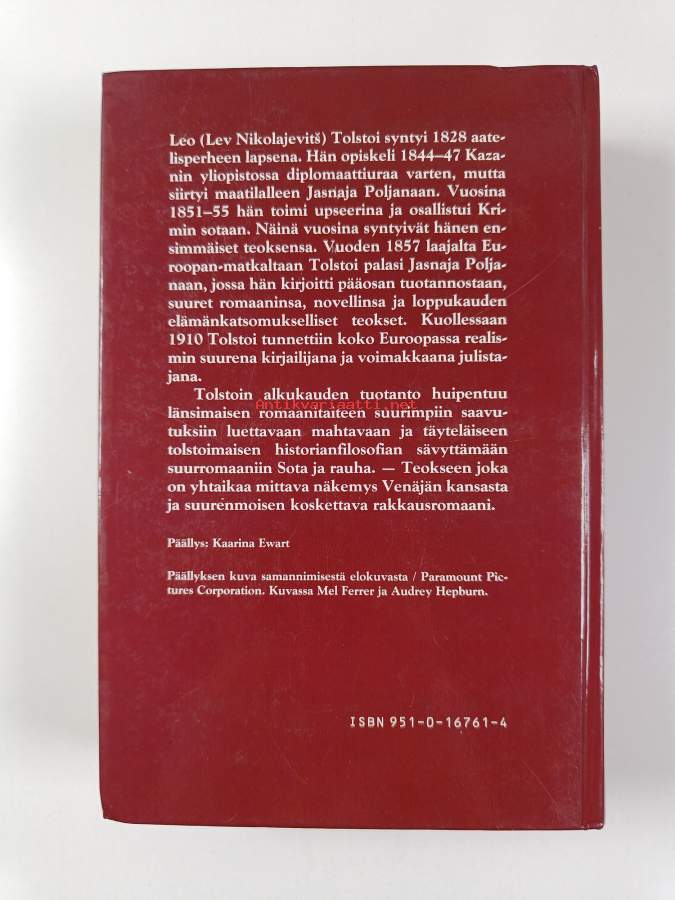 Leo (Lev Nikolajevitš) Tolstoi syntyi 1828 aate-
lisperheen lapsena. Hän opiskeli 1844–47 Kaza-
nin yliopistossa diplomaattiuraa varten, mutta
siirtyi maatilalleen Jasnaja Poljanaan. Vuosina
1851–55 hän toimi upseerina ja osallistui Kri-
min sotaan. Näinä vuosina syntyivät hänen en-
simmäiset teoksensa. Vuoden 1857 laajalta Eu-
roopan-matkaltaan Tolstoi palasi Jasnaja Polja-
naan, jossa hän kirjoitti pääosan tuotannostaan,
suuret romaaninsa, novellinsa ja loppukauden
elämänkatsomukselliset teokset. Kuollessaan
1910 Tolstoi tunnettiin koko Euroopassa realis-
min suurena kirjailijana ja voimakkaana julista-
jana.
Tolstoin alkukauden tuotanto huipentuu
Antikvariaatti.net
länsimaisen romaanitaiteen suurimpiin saavu-
tuksiin luettavaan mahtavaan ja täyteläiseen
tolstoimaisen historianfilosofian sävyttämään
suurromaaniin Sota ja rauha. — Teokseen joka
on yhtaikaa mittava näkemys Venäjän kansasta
ja suurenmoisen koskettava rakkausromaani.
Päällys: Kaarina Ewart
Päällyksen kuva samannimisestä elokuvasta / Paramount Pic-
tures Corporation. Kuvassa Mel Ferrer ja Audrey Hepburn.
ISBN 951-0-16761-4